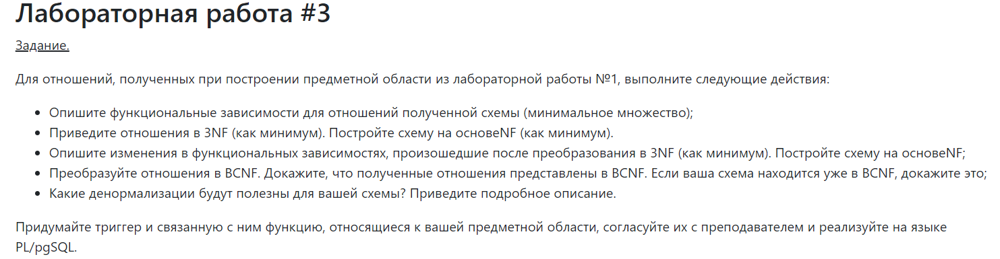 Лабораторная работа #3
Задание.
Для отношений, полученных при построении предметной области из лабораторной работы №1, выполните следующие действия:
• Опишите функциональные зависимости для отношений полученной схемы (минимальное множество);
• Приведите отношения в 3NF (как минимум). Постройте схему на основеNF (как минимум).
• Опишите изменения в функциональных зависимостях, произошедшие после преобразования в 3NF (как минимум). Постройте схему на основеNF;
• Преобразуйте отношения в BCNF. Докажите, что полученные отношения представлены в BCNF. Если ваша схема находится уже в BCNF, докажите это;
• Какие денормализации будут полезны для вашей схемы? Приведите подробное описание.
Придумайте триггер и связанную с ним функцию, относящиеся к вашей предметной области, согласуйте их с преподавателем и реализуйте на языке
PL/pgSQL.